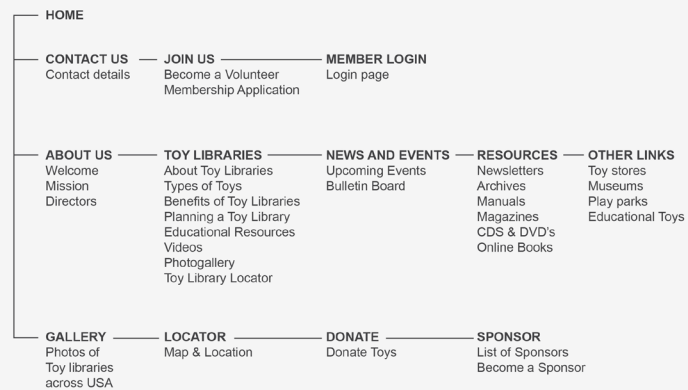 HOME
CONTACT US
Contact details
JOIN US
Become a Volunteer
Membership Application
MEMBER LOGIN
Login page
ABOUT US
Welcome
Mission
Directors
TOY LIBRARIES
About Toy Libraries
Types of Toys
Benefits of Toy Libraries
Planning a Toy Library
Educational Resources
Videos
Photogallery
Toy Library Locator
NEWS AND EVENTS
Upcoming Events
Bulletin Board
RESOURCES
Newsletters
Archives
Manuals
Magazines
CDS & DVD's
Online Books
OTHER LINKS
Toy stores
Museums
Play parks
Educational Toys
GALLERY
Photos of
Toy libraries
across USA
LOCATOR
Map & Location
DONATE
Donate Toys
SPONSOR
List of Sponsors
Become a Sponsor